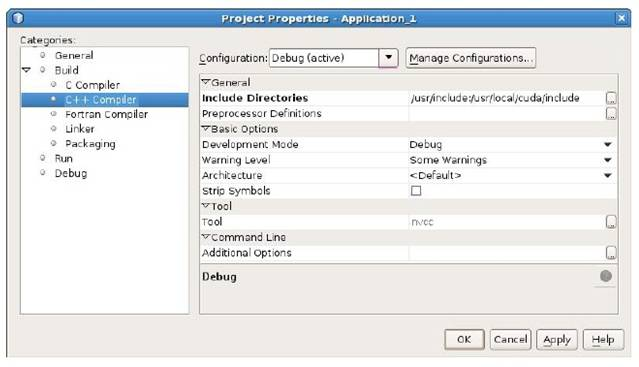 Project Properties - Application_1
Categories:
General
Build
C Compiler
C++ Compiler
Fortran Compiler
Linker
Packaging
Run
Debug
Configuration: Debug (active) Manage Configurations...
General
Include Directories /usr/include:/usr/local/cuda/include ...
Preprocessor Definitions ...
Basic Options
Development Mode Debug
Warning Level Some Warnings
Architecture <Default>
Strip Symbols
Tool
Tool nvcc ...
Command Line
Additional Options ...
Debug
OK Cancel Apply Help